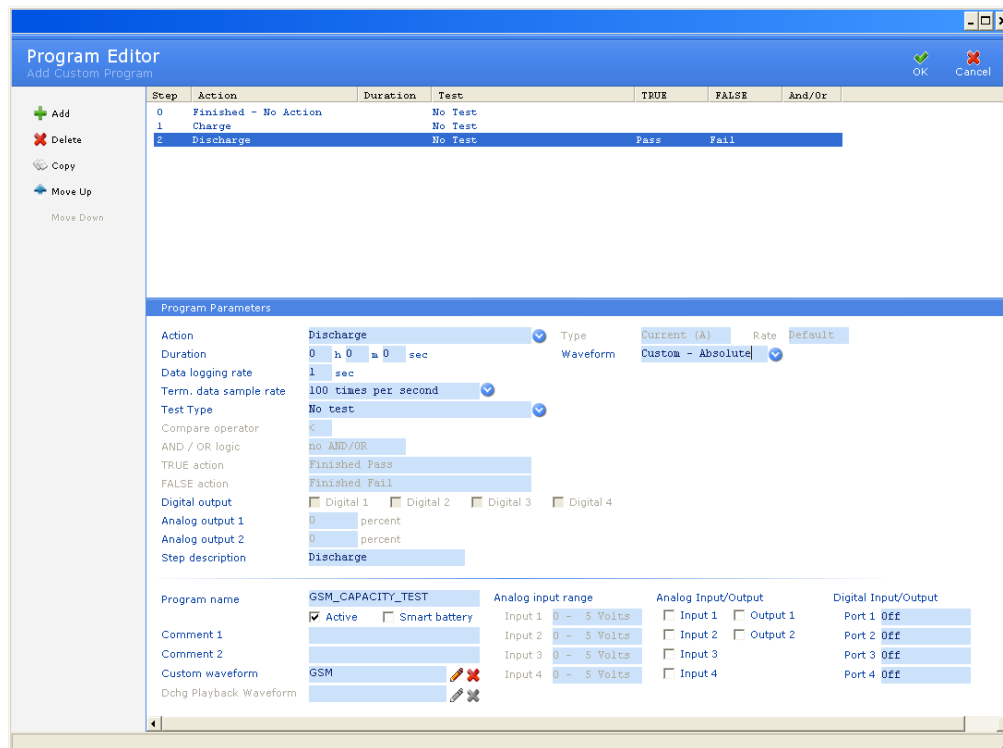 Program Editor
Add Custom Program
OK
Cancel
Add
Delete
Copy
Move Up
Move Down
Step Action Duration Test TRUE FALSE And/Or
0 Finished - No Action No Test
1 Charge No Test
2 Discharge No Test Pass Fail
Program Parameters
Action Discharge Type Current (A) Rate Default
Duration 0 h 0 m 0 sec Waveform Custom - Absolute
Data logging rate 1 sec
Term. data sample rate 100 times per second
Test Type No test
Compare operator <
AND / OR logic no AND/OR
TRUE action Finished Pass
FALSE action Finished Fail
Digital output Digital 1 Digital 2 Digital 3 Digital 4
Analog output 1 0 percent
Analog output 2 0 percent
Step description Discharge
Program name GSM_CAPACITY_TEST Analog input range Analog Input/Output Digital Input/Output
Active Smart battery Input 1 0 - 5 Volts Input 1 Output 1 Port 1 Off
Comment 1 Input 2 0 - 5 Volts Input 2 Output 2 Port 2 Off
Comment 2 Input 3 0 - 5 Volts Input 3 Port 3 Off
Custom waveform GSM Input 4 0 - 5 Volts Input 4 Port 4 Off
Dchg Playback Waveform